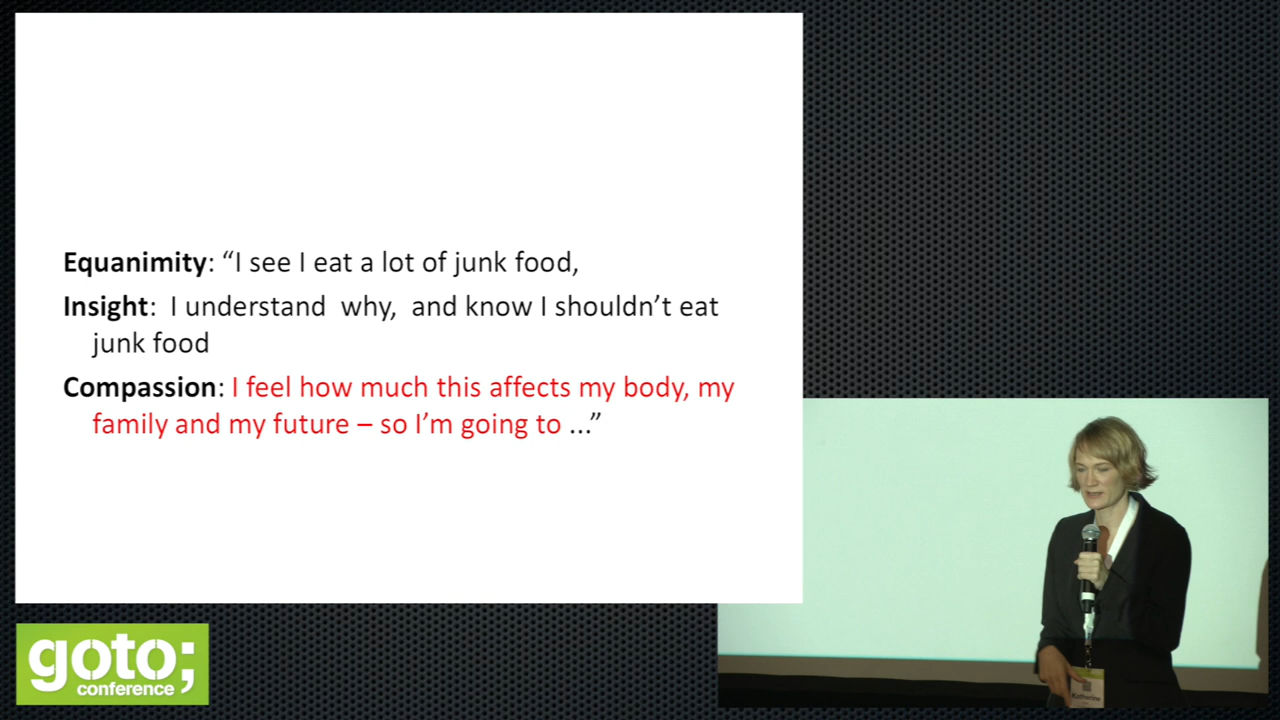 Equanimity: “I see I eat a lot of junk food,
Insight:  I understand  why,  and know I shouldn’t eat
junk food
Compassion: I feel how much this affects my body, my
family and my future – so I’m going to ...”
goto;
conference
Katherine